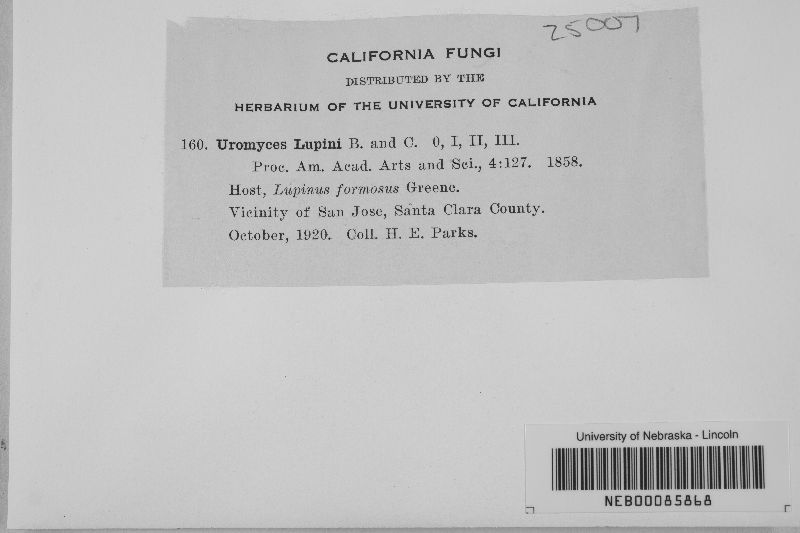 25007
CALIFORNIA FUNGI
DISTRIBUTED BY THE
HERBARIUM OF THE UNIVERSITY OF CALIFORNIA
160. Uromyces Lupini B. and C. 0, I, II, III.
Proc. Am. Acad. Arts and Sci., 4:127. 1858.
Host, Lupinus formosus Greene.
Vicinity of San Jose, Santa Clara County.
October, 1920. Coll. H. E. Parks.
University of Nebraska - Lincoln
NEB00085868